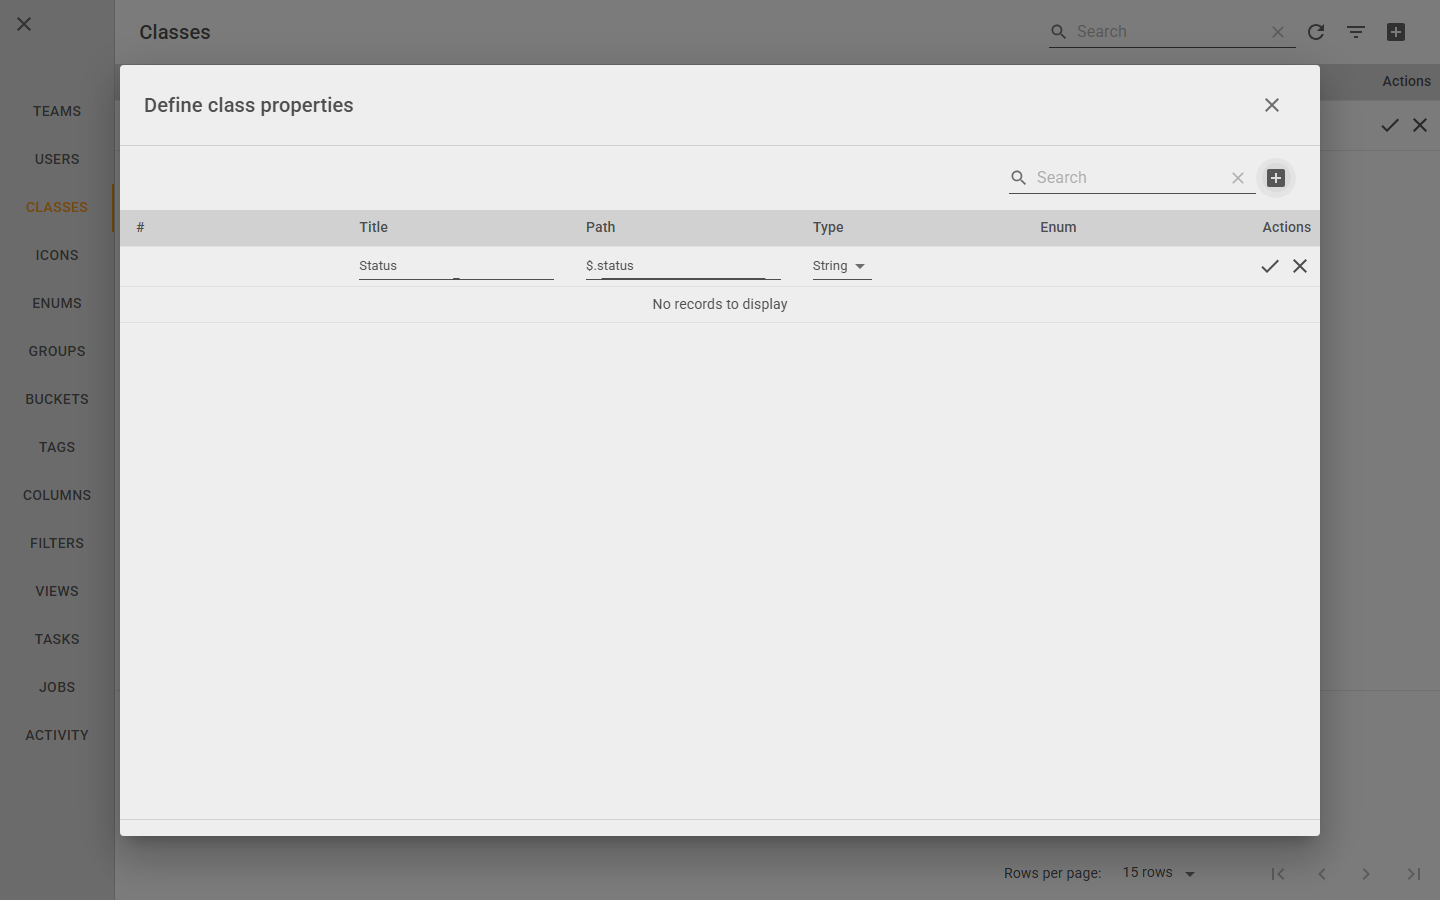 Classes
Search
Actions
TEAMS
USERS
CLASSES
ICONS
ENUMS
GROUPS
BUCKETS
TAGS
COLUMNS
FILTERS
VIEWS
TASKS
JOBS
ACTIVITY
Define class properties
Search
# Title Path Type Enum Actions
Status $.status String
No records to display
Rows per page: 15 rows